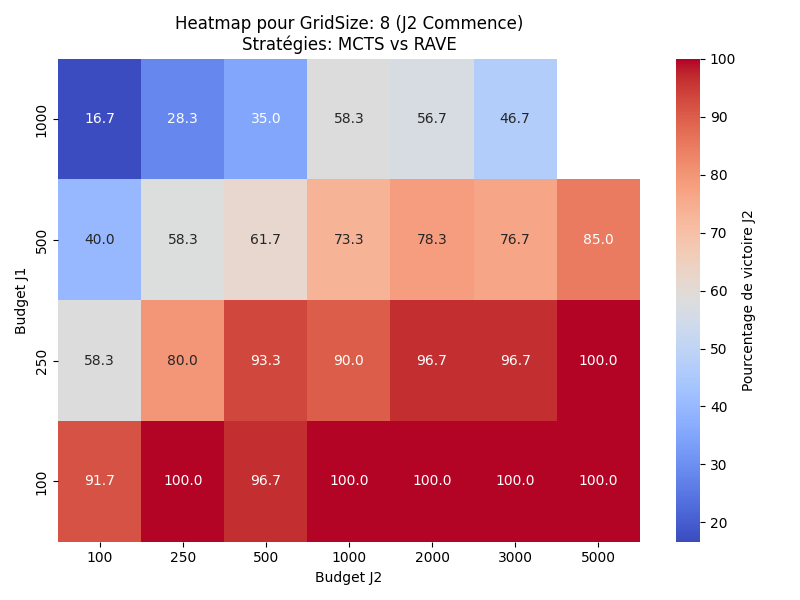 Heatmap pour GridSize: 8 (J2 Commence)
Stratégies: MCTS vs RAVE
Budget J1
1000
16.7 28.3 35.0 58.3 56.7 46.7
500
40.0 58.3 61.7 73.3 78.3 76.7 85.0
250
58.3 80.0 93.3 90.0 96.7 96.7 100.0
100
91.7 100.0 96.7 100.0 100.0 100.0 100.0
100 250 500 1000 2000 3000 5000
Budget J2
100
90
80
70
60
50
40
30
20
Pourcentage de victoire J2